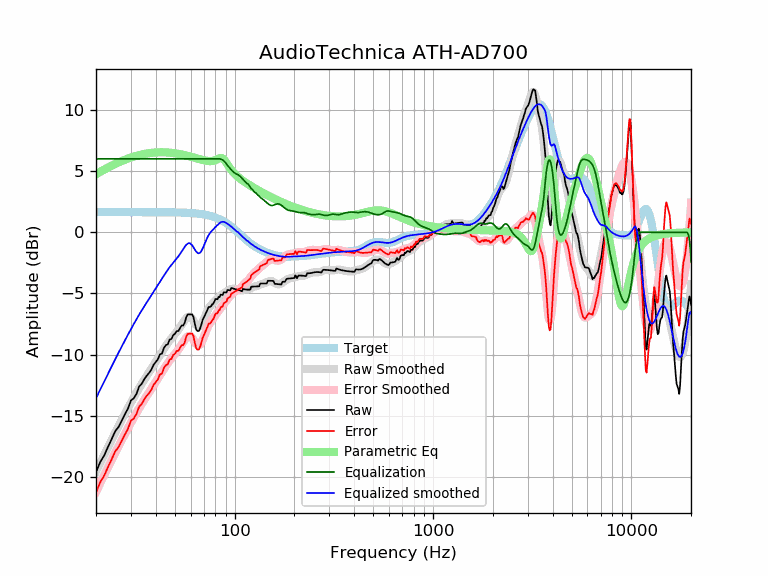 AudioTechnica ATH-AD700
Amplitude (dBr)
10
5
0
−5
−10
−15
−20
Target
Raw Smoothed
Error Smoothed
Raw
Error
Parametric Eq
Equalization
Equalized smoothed
100
1000
10000
Frequency (Hz)